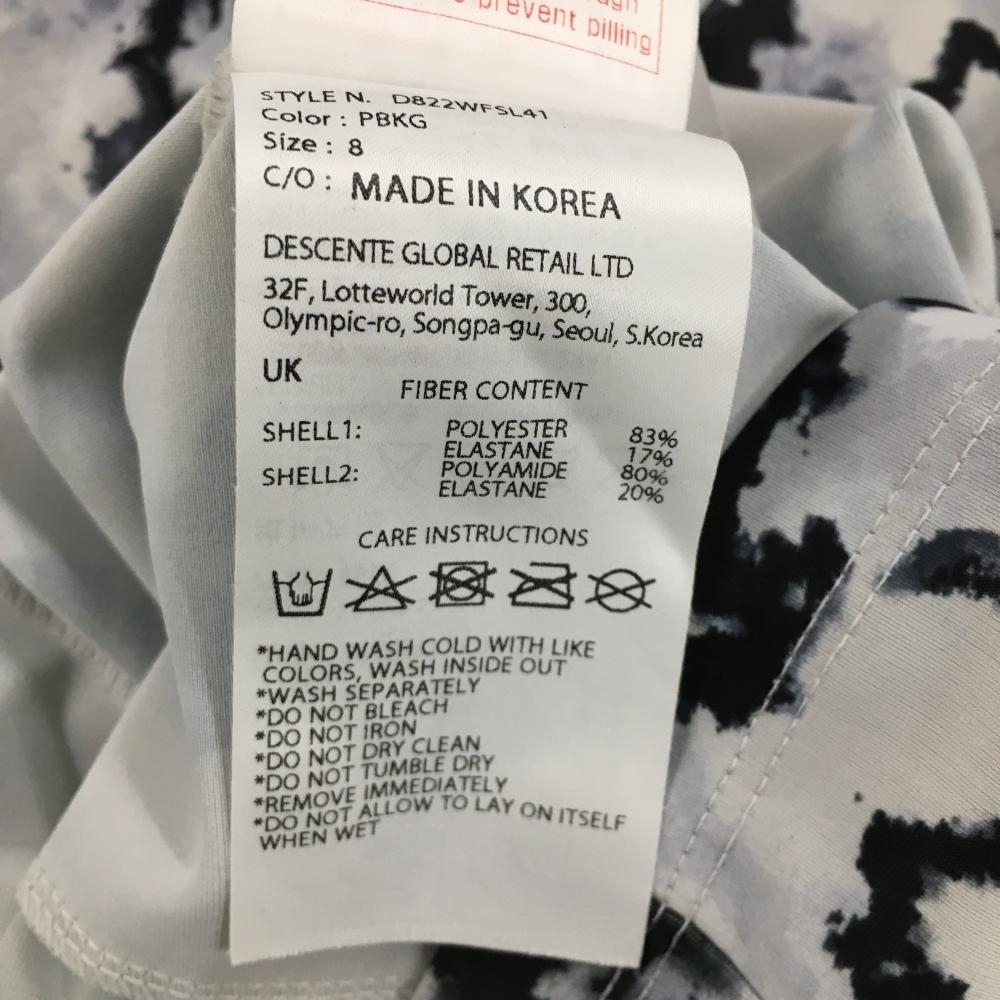 prevent pilling
STYLE N. D822WFSL41
Color : PBKG
Size : 8
C/O : MADE IN KOREA
DESCENTE GLOBAL RETAIL LTD
32F, Lotteworld Tower, 300,
Olympic-ro, Songpa-gu, Seoul, S.Korea
UK
FIBER CONTENT
SHELL1: POLYESTER 83%
ELASTANE 17%
SHELL2: POLYAMIDE 80%
ELASTANE 20%
CARE INSTRUCTIONS
*HAND WASH COLD WITH LIKE
COLORS, WASH INSIDE OUT
*WASH SEPARATELY
*DO NOT BLEACH
*DO NOT IRON
*DO NOT DRY CLEAN
*DO NOT TUMBLE DRY
*REMOVE IMMEDIATELY
*DO NOT ALLOW TO LAY ON ITSELF
WHEN WET